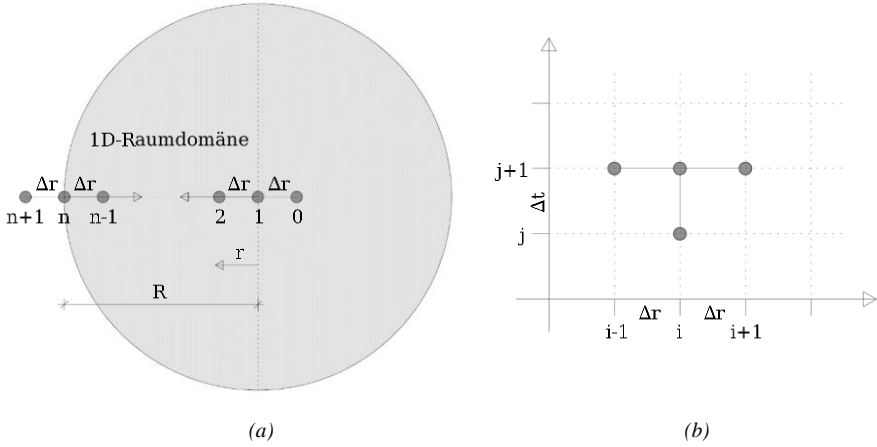 1D-Raumdomäne
Δr Δr Δr Δr
n+1 n n-1 2 1 0
r
R
(a)
j+1
Δt
j
Δr Δr
i-1 i i+1
(b)